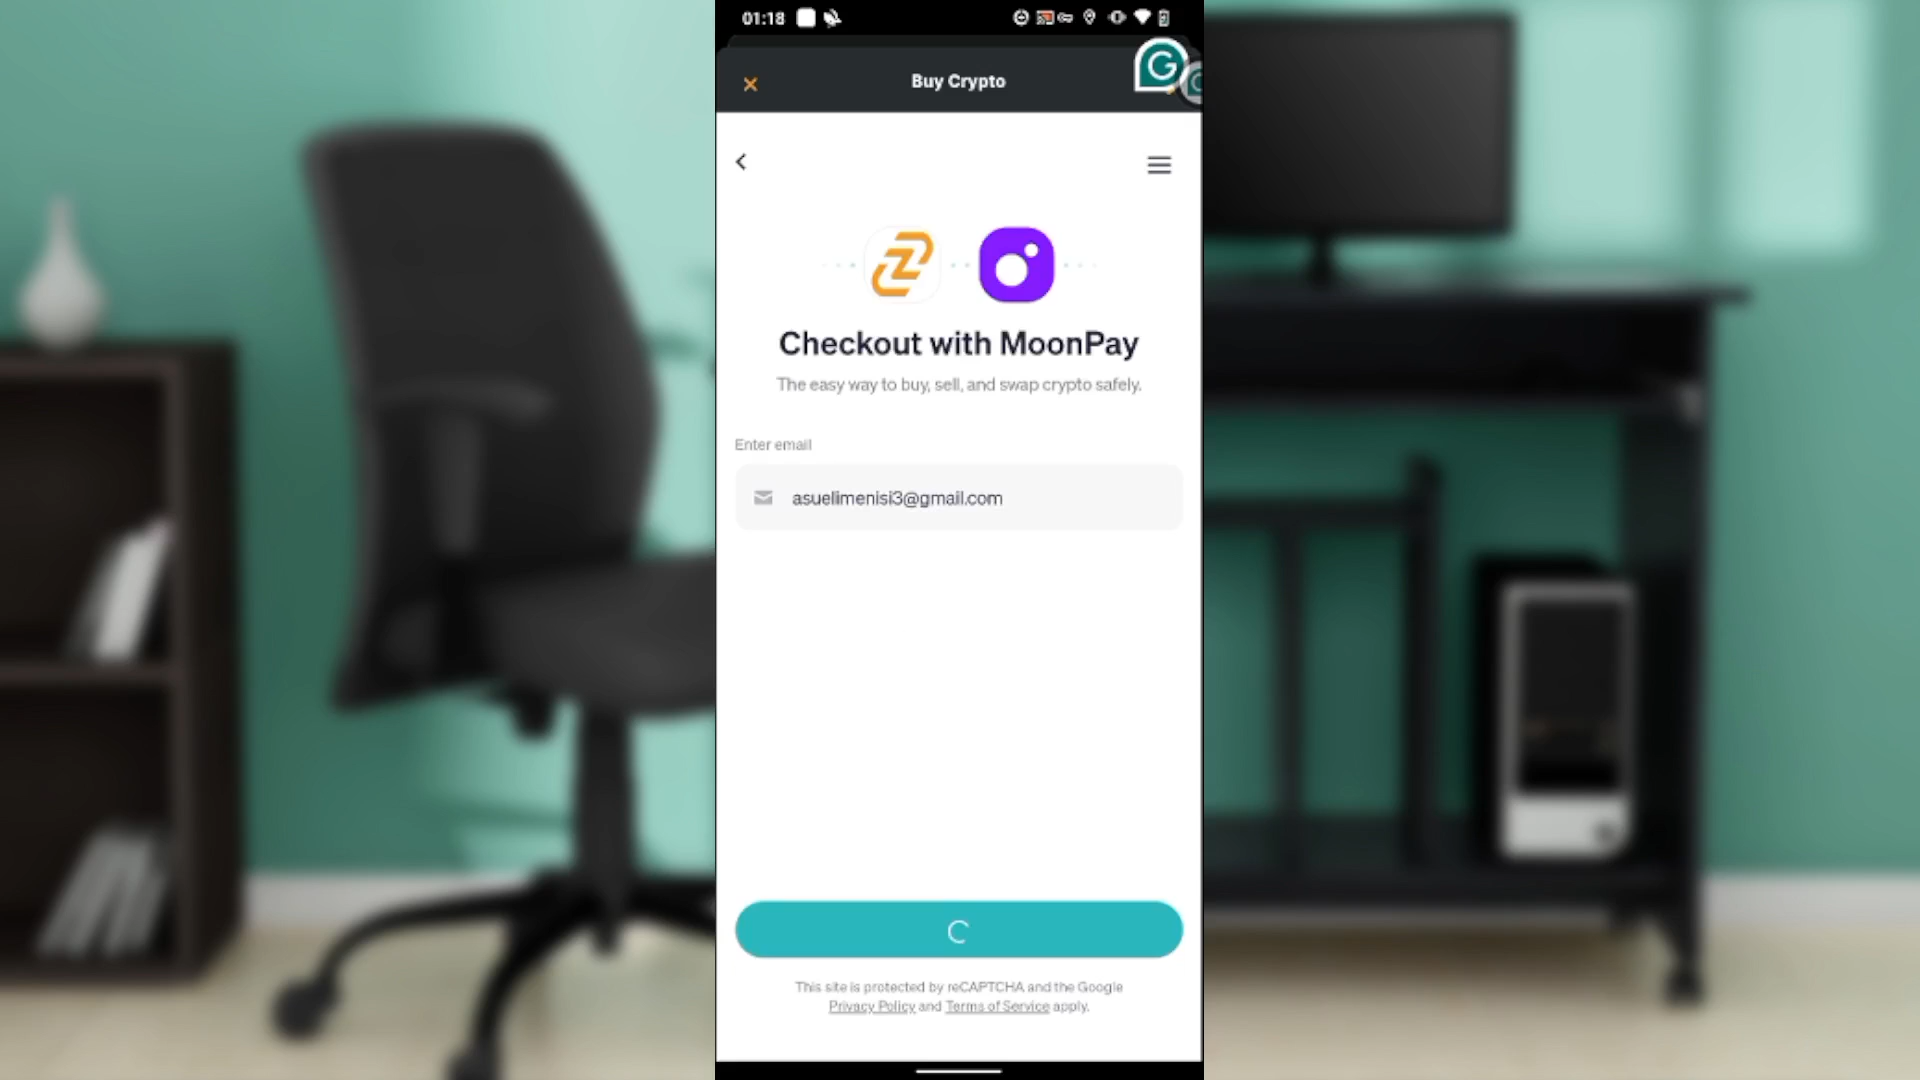 01:18
Buy Crypto
Checkout with MoonPay
The easy way to buy, sell, and swap crypto safely.
Enter email
asuelimenisi3@gmail.com
This site is protected by reCAPTCHA and the Google
Privacy Policy and Terms of Service apply.